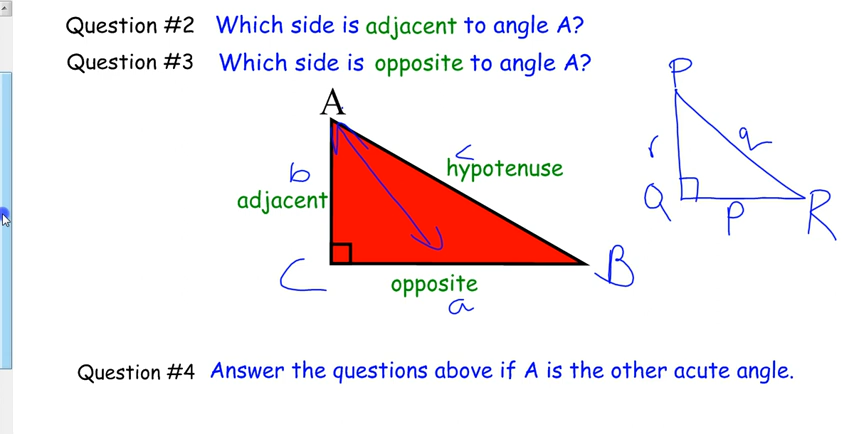 Question #2 Which side is adjacent to angle A?
Question #3 Which side is opposite to angle A?
A
P
b
c
hypotenuse
r
q
adjacent
Q
P
R
C
B
opposite
a
Question #4 Answer the questions above if A is the other acute angle.